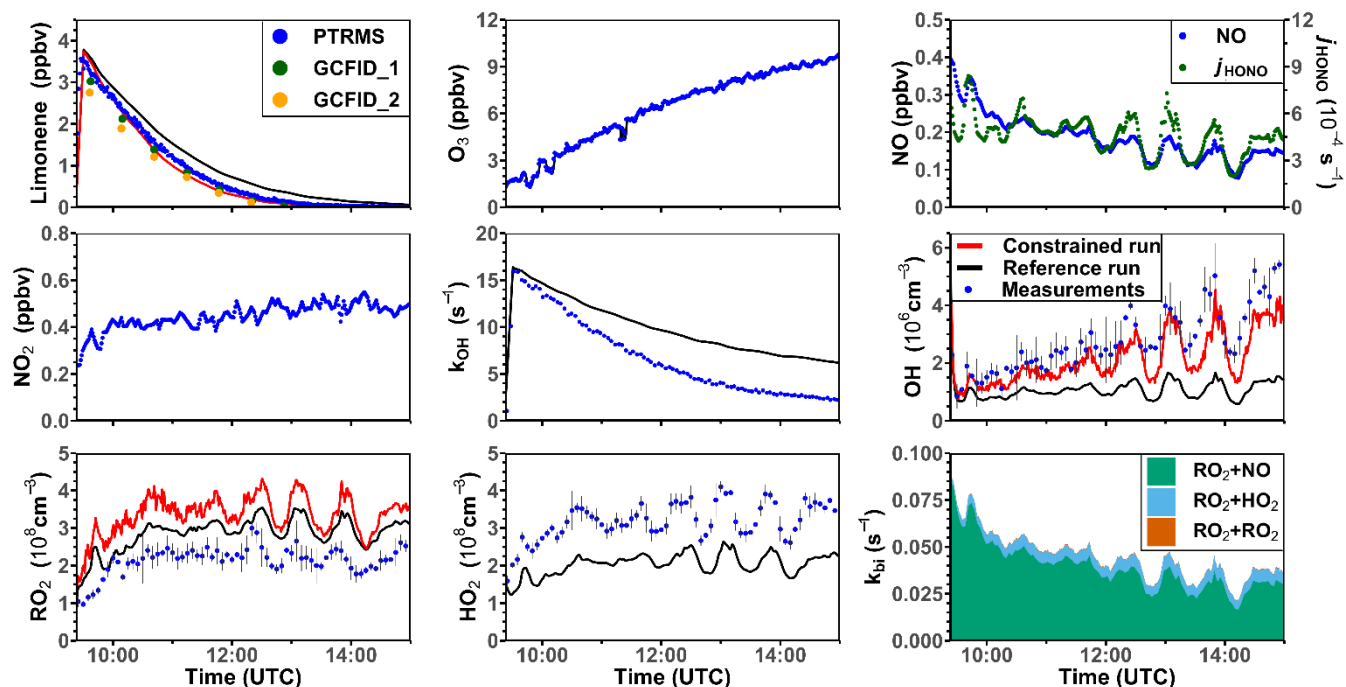 Limonene (ppbv)
4
3
2
1
0
PTRMS
GCFID_1
GCFID_2
O₃ (ppbv)
12
9
6
3
0
NO (ppbv)
0.5
0.4
0.3
0.2
0.1
0.0
NO
jHONO
12
9
6
3
0
jHONO (10⁻⁴ s⁻¹)
NO₂ (ppbv)
0.8
0.6
0.4
0.2
0.0
kOH (s⁻¹)
20
15
10
5
0
OH (10⁶cm⁻³)
6
4
2
0
Constrained run
Reference run
Measurements
RO₂ (10⁸cm⁻³)
5
4
3
2
1
0
10:00 12:00 14:00
Time (UTC)
HO₂ (10⁸cm⁻³)
5
4
3
2
1
0
10:00 12:00 14:00
Time (UTC)
kbi (s⁻¹)
0.100
0.075
0.050
0.025
0.000
RO₂+NO
RO₂+HO₂
RO₂+RO₂
10:00 12:00 14:00
Time (UTC)